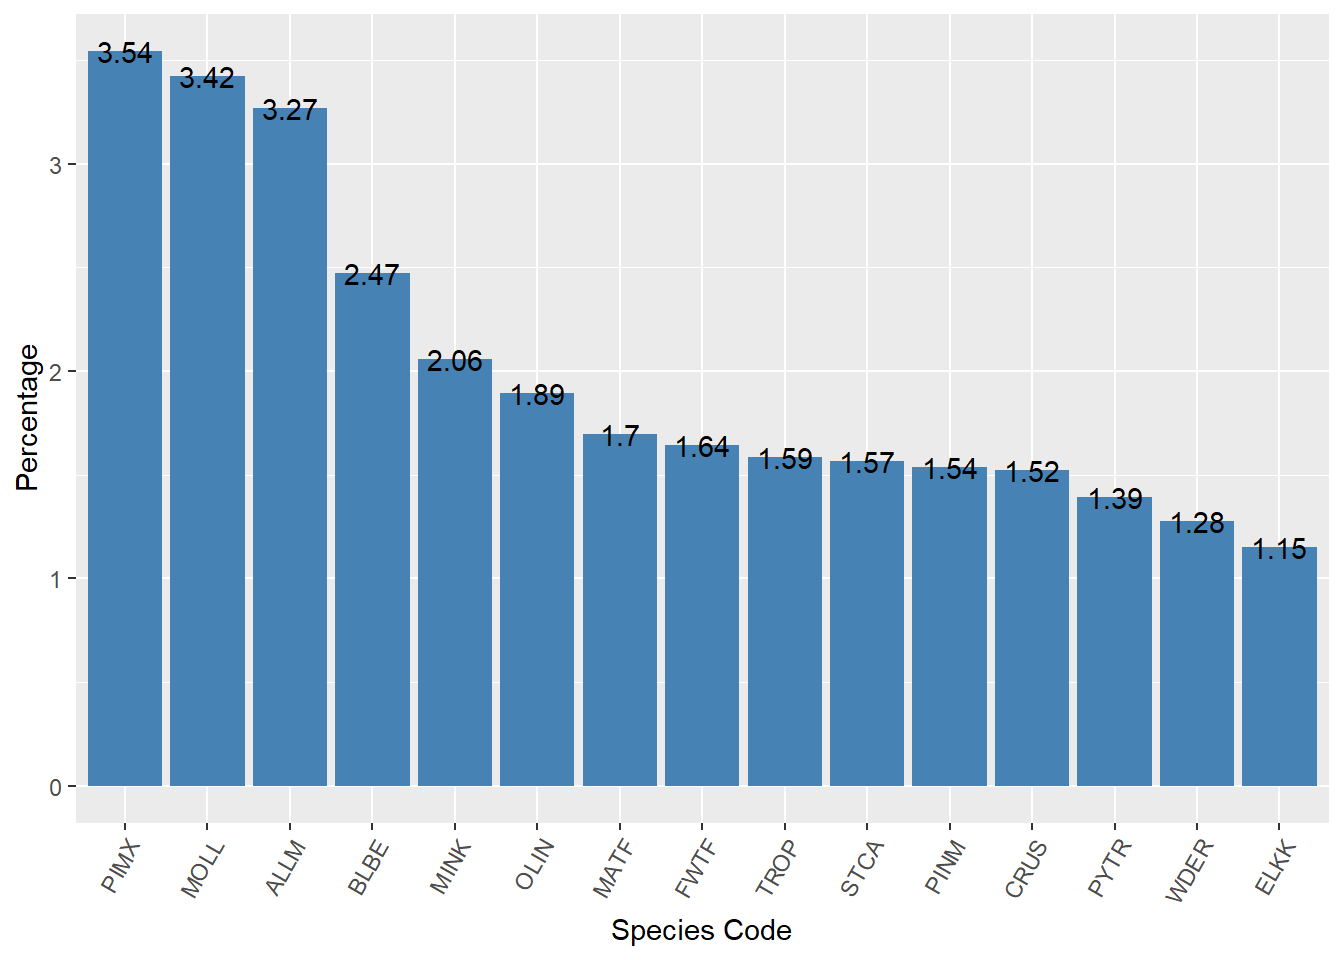 3.54
3.42
3.27
2.47
2.06
1.89
1.7
1.64
1.59
1.57
1.54
1.52
1.39
1.28
1.15
3
2
1
0
Percentage
PIMX
MOLL
ALLM
BLBE
MINK
OLIN
MATF
FWTF
TROP
STCA
PINM
CRUS
PYTR
WDER
ELKK
Species Code